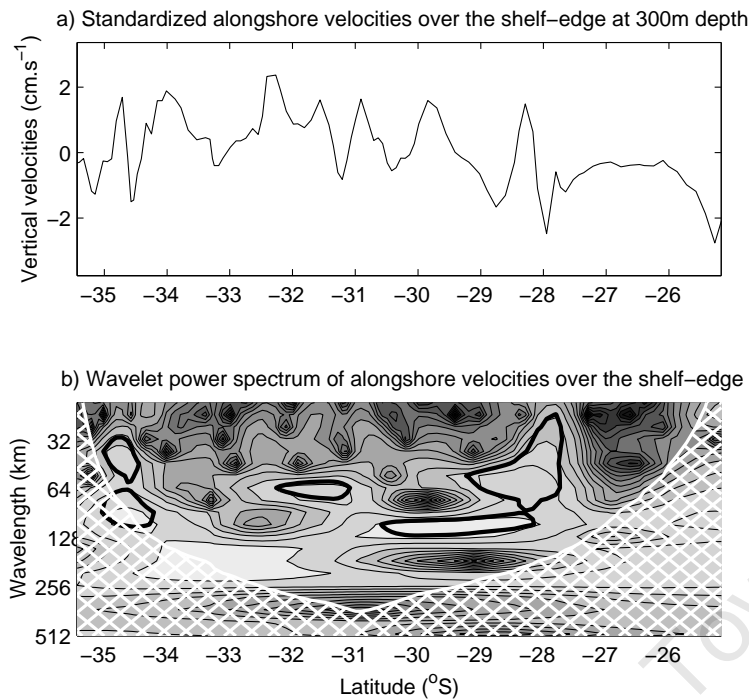 a) Standardized alongshore velocities over the shelf−edge at 300m depth
Vertical velocities (cm.s⁻¹)
2
0
−2
−35 −34 −33 −32 −31 −30 −29 −28 −27 −26
b) Wavelet power spectrum of alongshore velocities over the shelf−edge
Wavelength (km)
32
64
128
256
512
−35 −34 −33 −32 −31 −30 −29 −28 −27 −26
Latitude (°S)